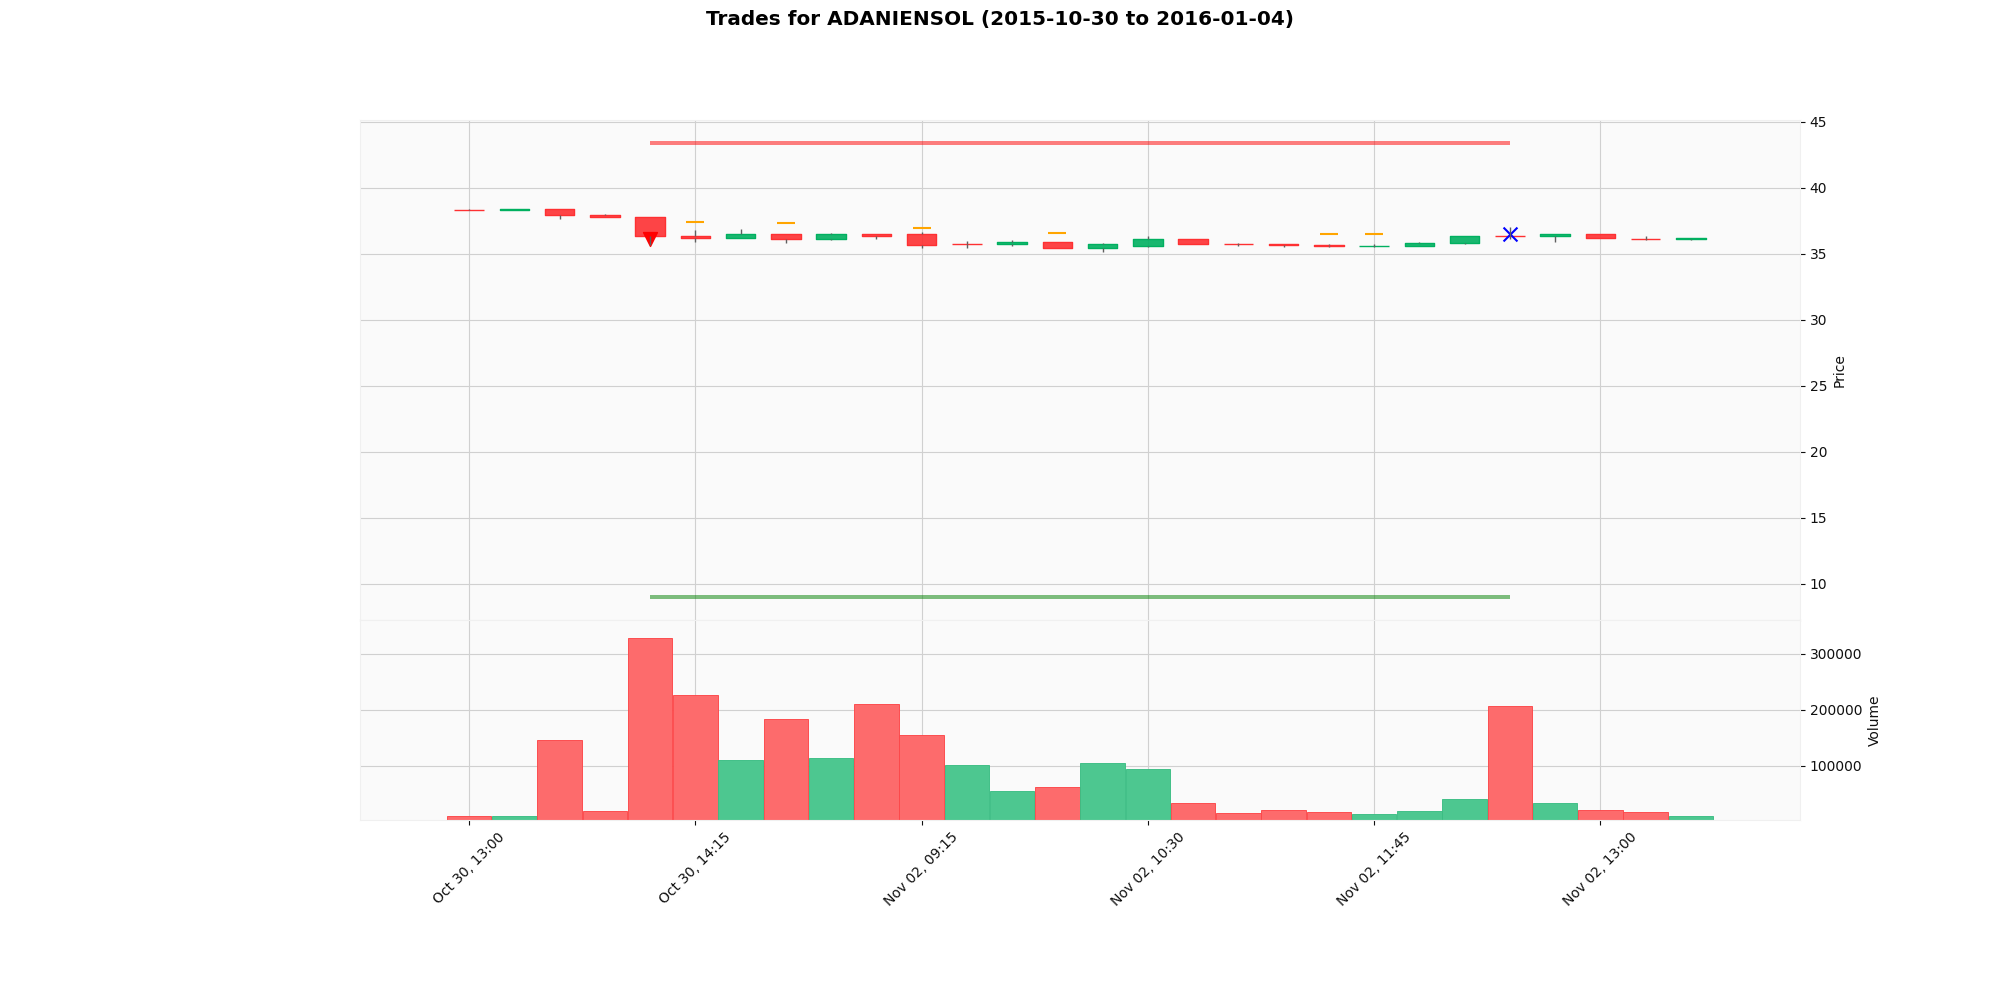 Trades for ADANIENSOL (2015-10-30 to 2016-01-04)
45
40
35
30
25
20
15
10
Price
300000
200000
100000
Volume
Oct 30, 13:00
Oct 30, 14:15
Nov 02, 09:15
Nov 02, 10:30
Nov 02, 11:45
Nov 02, 13:00